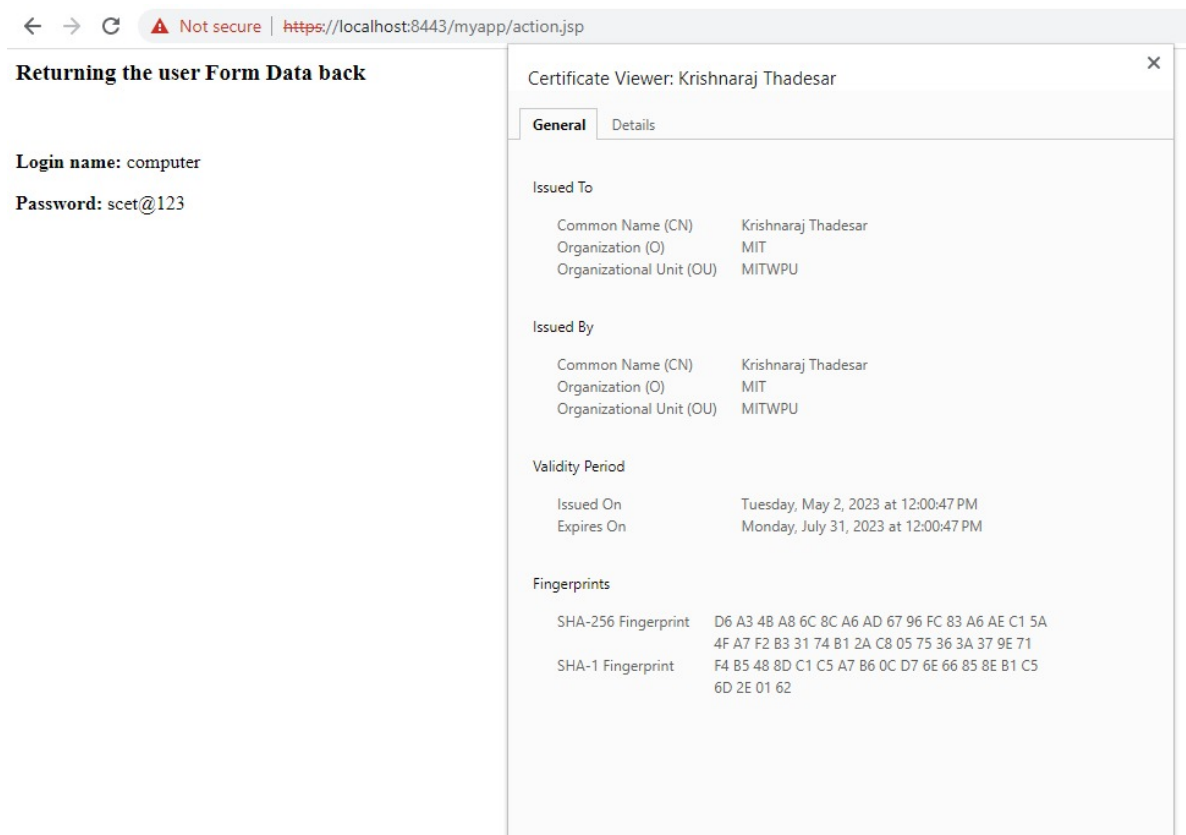 Not secure | https://localhost:8443/myapp/action.jsp
Returning the user Form Data back
Login name: computer
Password: scet@123
Certificate Viewer: Krishnaraj Thadesar
General Details
Issued To
Common Name (CN) Krishnaraj Thadesar
Organization (O) MIT
Organizational Unit (OU) MITWPU
Issued By
Common Name (CN) Krishnaraj Thadesar
Organization (O) MIT
Organizational Unit (OU) MITWPU
Validity Period
Issued On Tuesday, May 2, 2023 at 12:00:47 PM
Expires On Monday, July 31, 2023 at 12:00:47 PM
Fingerprints
SHA-256 Fingerprint D6 A3 4B A8 6C 8C A6 AD 67 96 FC 83 A6 AE C1 5A
4F A7 F2 B3 31 74 B1 2A C8 05 75 36 3A 37 9E 71
SHA-1 Fingerprint F4 B5 48 8D C1 C5 A7 B6 0C D7 6E 66 85 8E B1 C5
6D 2E 01 62